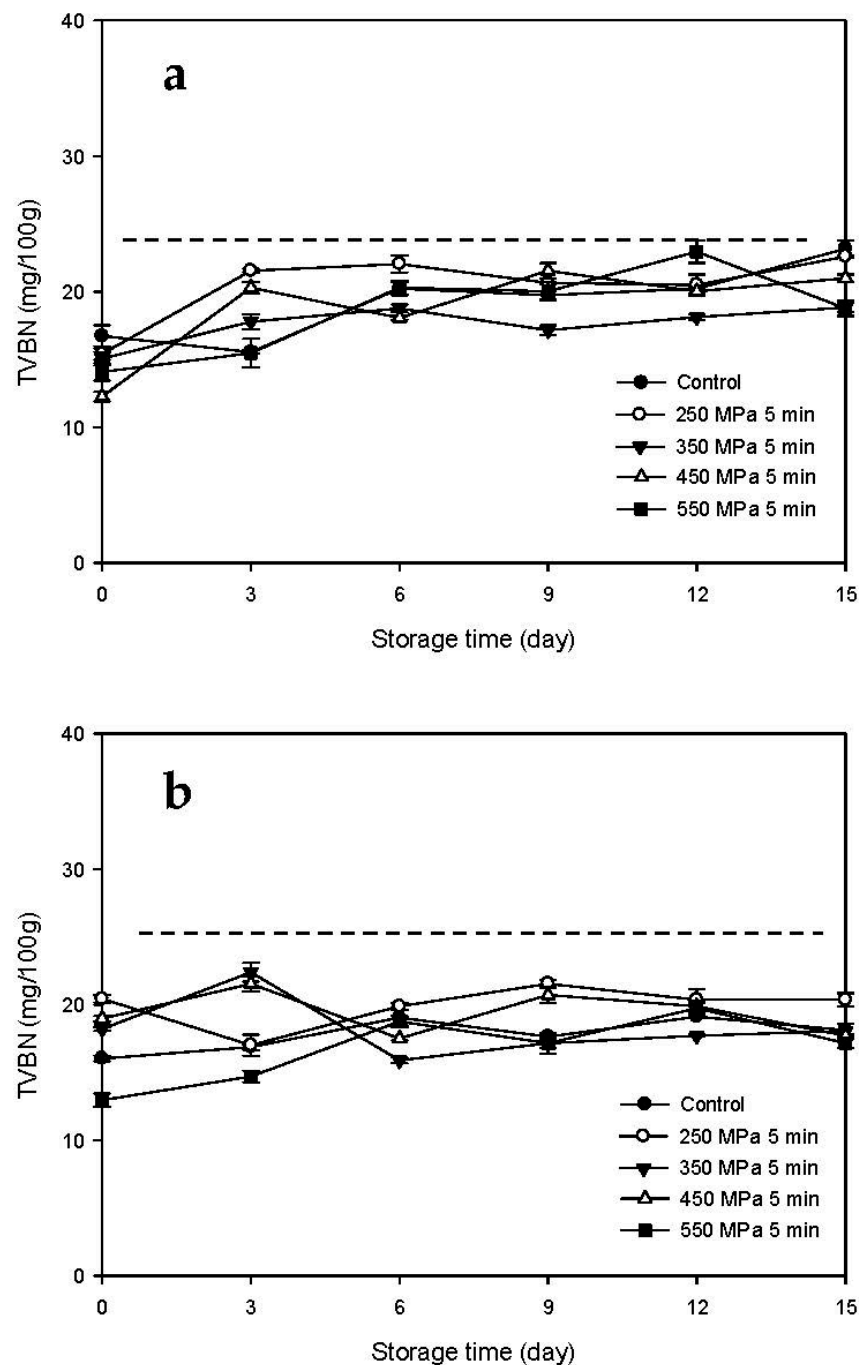 40
a
30
TVBN (mg/100g)
20
Control
250 MPa 5 min
350 MPa 5 min
10
450 MPa 5 min
550 MPa 5 min
0
0 3 6 9 12 15
Storage time (day)
40
b
30
TVBN (mg/100g)
20
Control
250 MPa 5 min
10
350 MPa 5 min
450 MPa 5 min
550 MPa 5 min
0
0 3 6 9 12 15
Storage time (day)